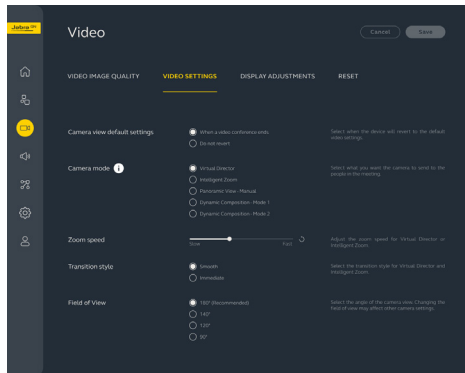 Jabra GN
Video
Cancel
Save
VIDEO IMAGE QUALITY
VIDEO SETTINGS
DISPLAY ADJUSTMENTS
RESET
Camera view default settings
When a video conference ends
Do not revert
Select when the device will revert to the default
video settings.
Camera mode i
Virtual Director
Intelligent Zoom
Panoramic View - Manual
Dynamic Composition - Mode 1
Dynamic Composition - Mode 2
Select what you want the camera to send to the
people in the meeting.
Zoom speed
Slow
Fast
Adjust the zoom speed for Virtual Director or
Intelligent Zoom.
Transition style
Smooth
Immediate
Select the transition style for Virtual Director and
Intelligent Zoom
Field of View
180° (Recommended)
140°
120°
90°
Select the angle of the camera view. Changing the
field of view may affect other camera settings.